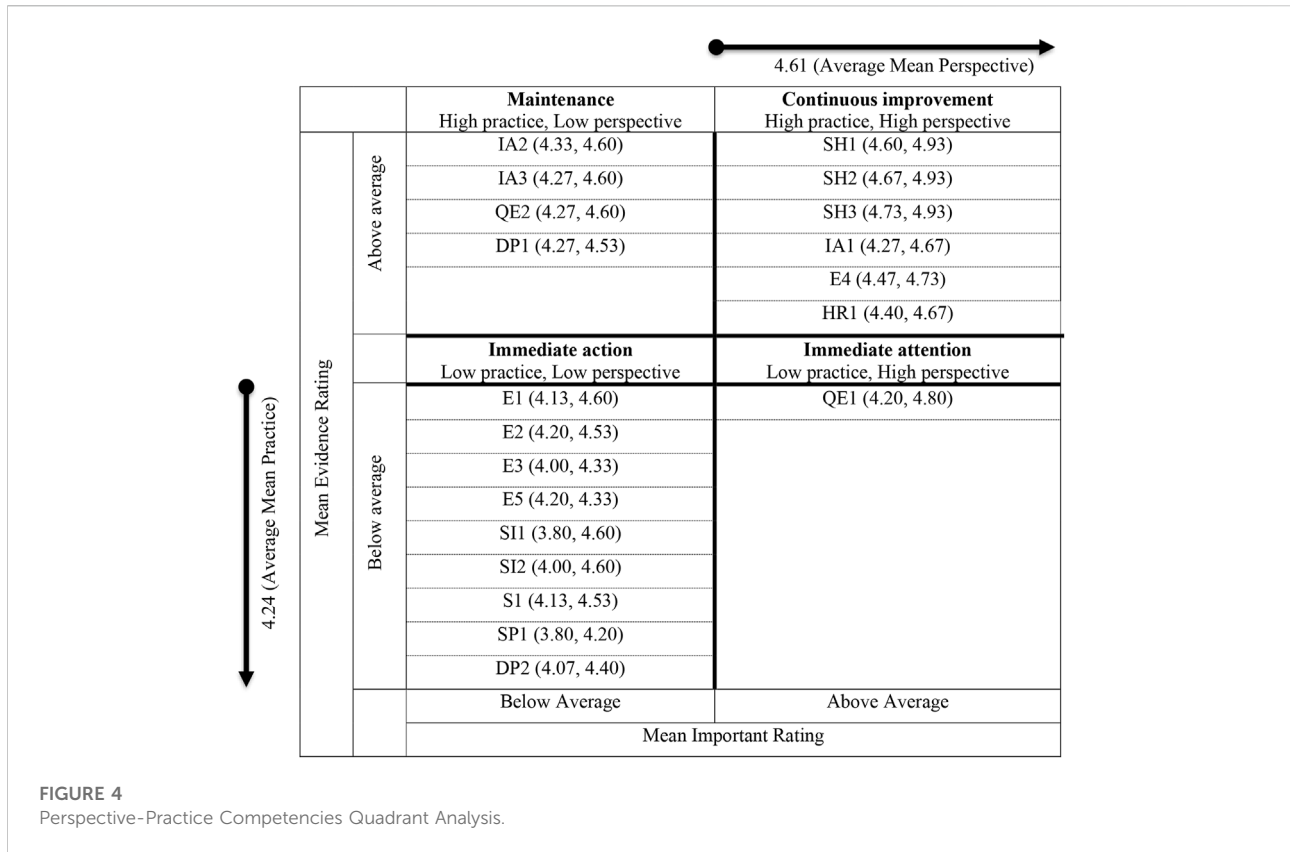 4.61 (Average Mean Perspective)
Maintenance
High practice, Low perspective
Continuous improvement
High practice, High perspective
Mean Evidence Rating
Above average
IA2 (4.33, 4.60)
SH1 (4.60, 4.93)
IA3 (4.27, 4.60)
SH2 (4.67, 4.93)
QE2 (4.27, 4.60)
SH3 (4.73, 4.93)
DP1 (4.27, 4.53)
IA1 (4.27, 4.67)
E4 (4.47, 4.73)
HR1 (4.40, 4.67)
Immediate action
Low practice, Low perspective
Immediate attention
Low practice, High perspective
4.24 (Average Mean Practice)
Below average
E1 (4.13, 4.60)
QE1 (4.20, 4.80)
E2 (4.20, 4.53)
E3 (4.00, 4.33)
E5 (4.20, 4.33)
SI1 (3.80, 4.60)
SI2 (4.00, 4.60)
S1 (4.13, 4.53)
SP1 (3.80, 4.20)
DP2 (4.07, 4.40)
Below Average
Above Average
Mean Important Rating
FIGURE 4
Perspective-Practice Competencies Quadrant Analysis.